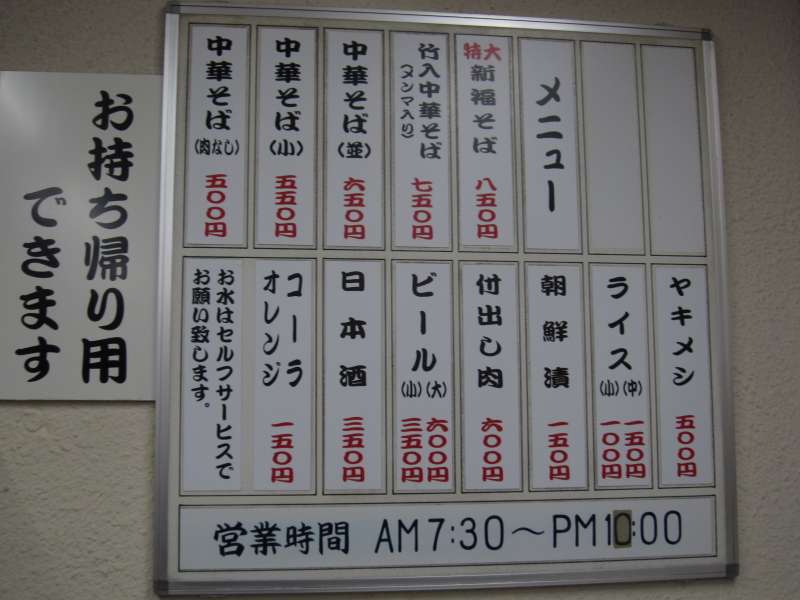 メニュー
特大
新福そば
八五〇円
竹入中華そば
(メンマ入り)
七五〇円
中華そば(並)
六五〇円
中華そば(小)
五五〇円
中華そば(肉なし)
五〇〇円
ヤキメシ
五〇〇円
ライス
(中)
一五〇円
(小)
一〇〇円
朝鮮漬
一五〇円
付出し肉
六〇〇円
ビール
(大)
六〇〇円
(小)
三五〇円
日本酒
三五〇円
コーラ
オレンジ
一五〇円
お水はセルフサービスで
お願い致します。
営業時間 AM7:30～PM10:00
お持ち帰り用
できます